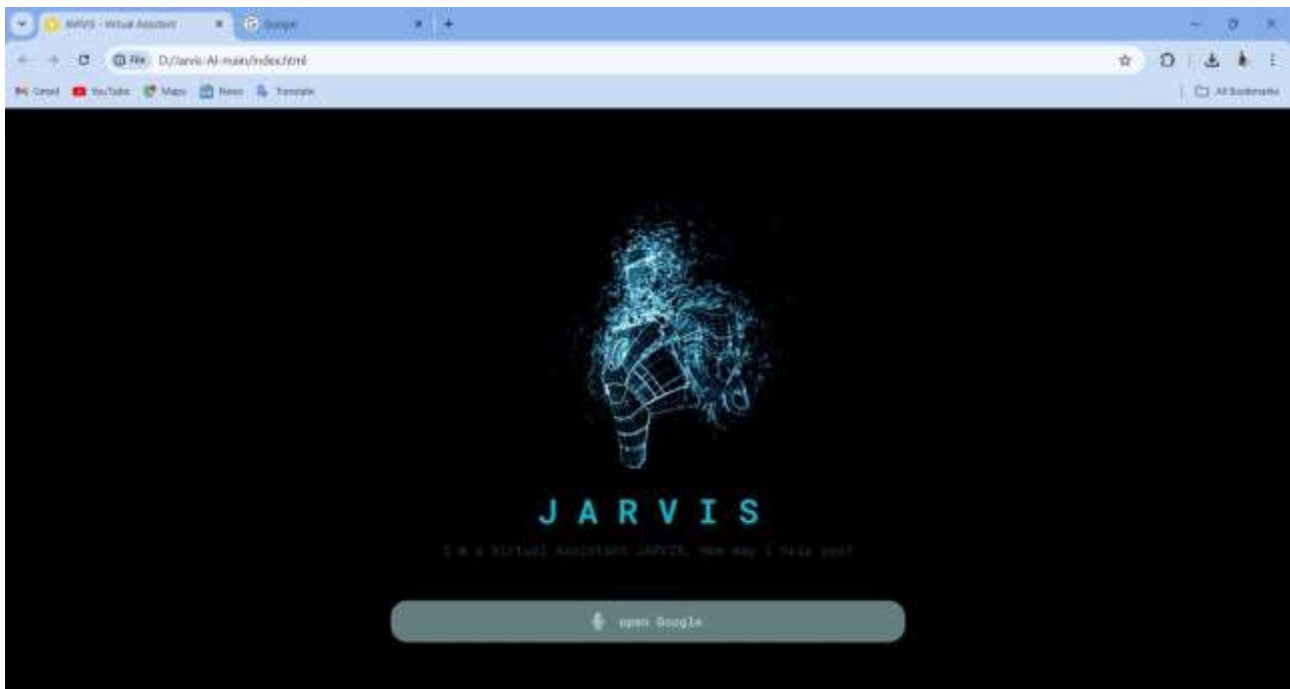 JARVIS - Virtual Assistant
Google
File D:/Jarvis-AI-main/index.html
Gmail YouTube Maps News Translate
All Bookmarks
J A R V I S
I m a Virtual Assistant JARVIS, How may I help you?
open Google